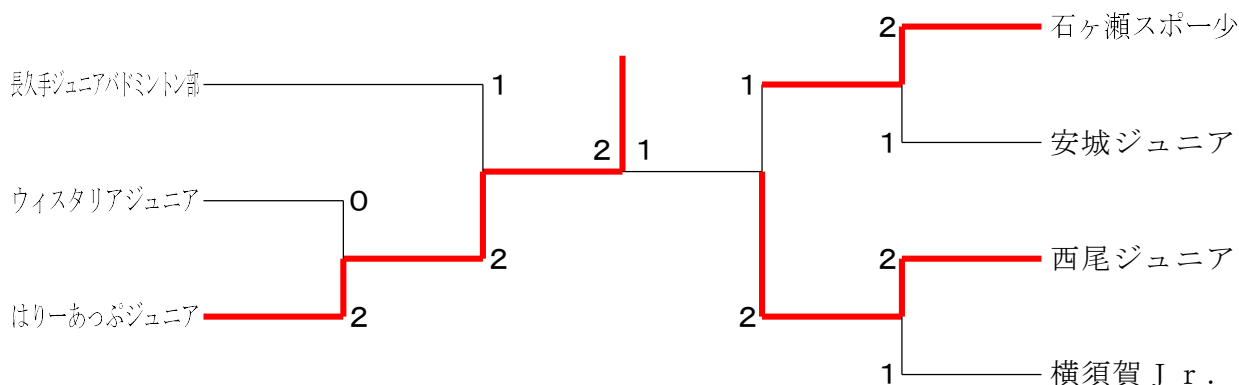 石ヶ瀬スポー少
2
長久手ジュニアバドミントン部
1
1
安城ジュニア
1
2
1
ウィスタリアジュニア
0
西尾ジュニア
2
2
はりーあっぷジュニア
2
2
横須賀Ｊｒ.
1